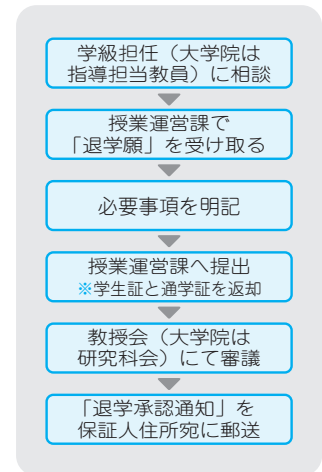 学級担任（大学院は
指導担当教員）に相談
授業運営課で
「退学願」を受け取る
必要事項を明記
授業運営課へ提出
※学生証と通学証を返却
教授会（大学院は
研究科会）にて審議
「退学承認通知」を
保証人住所宛に郵送